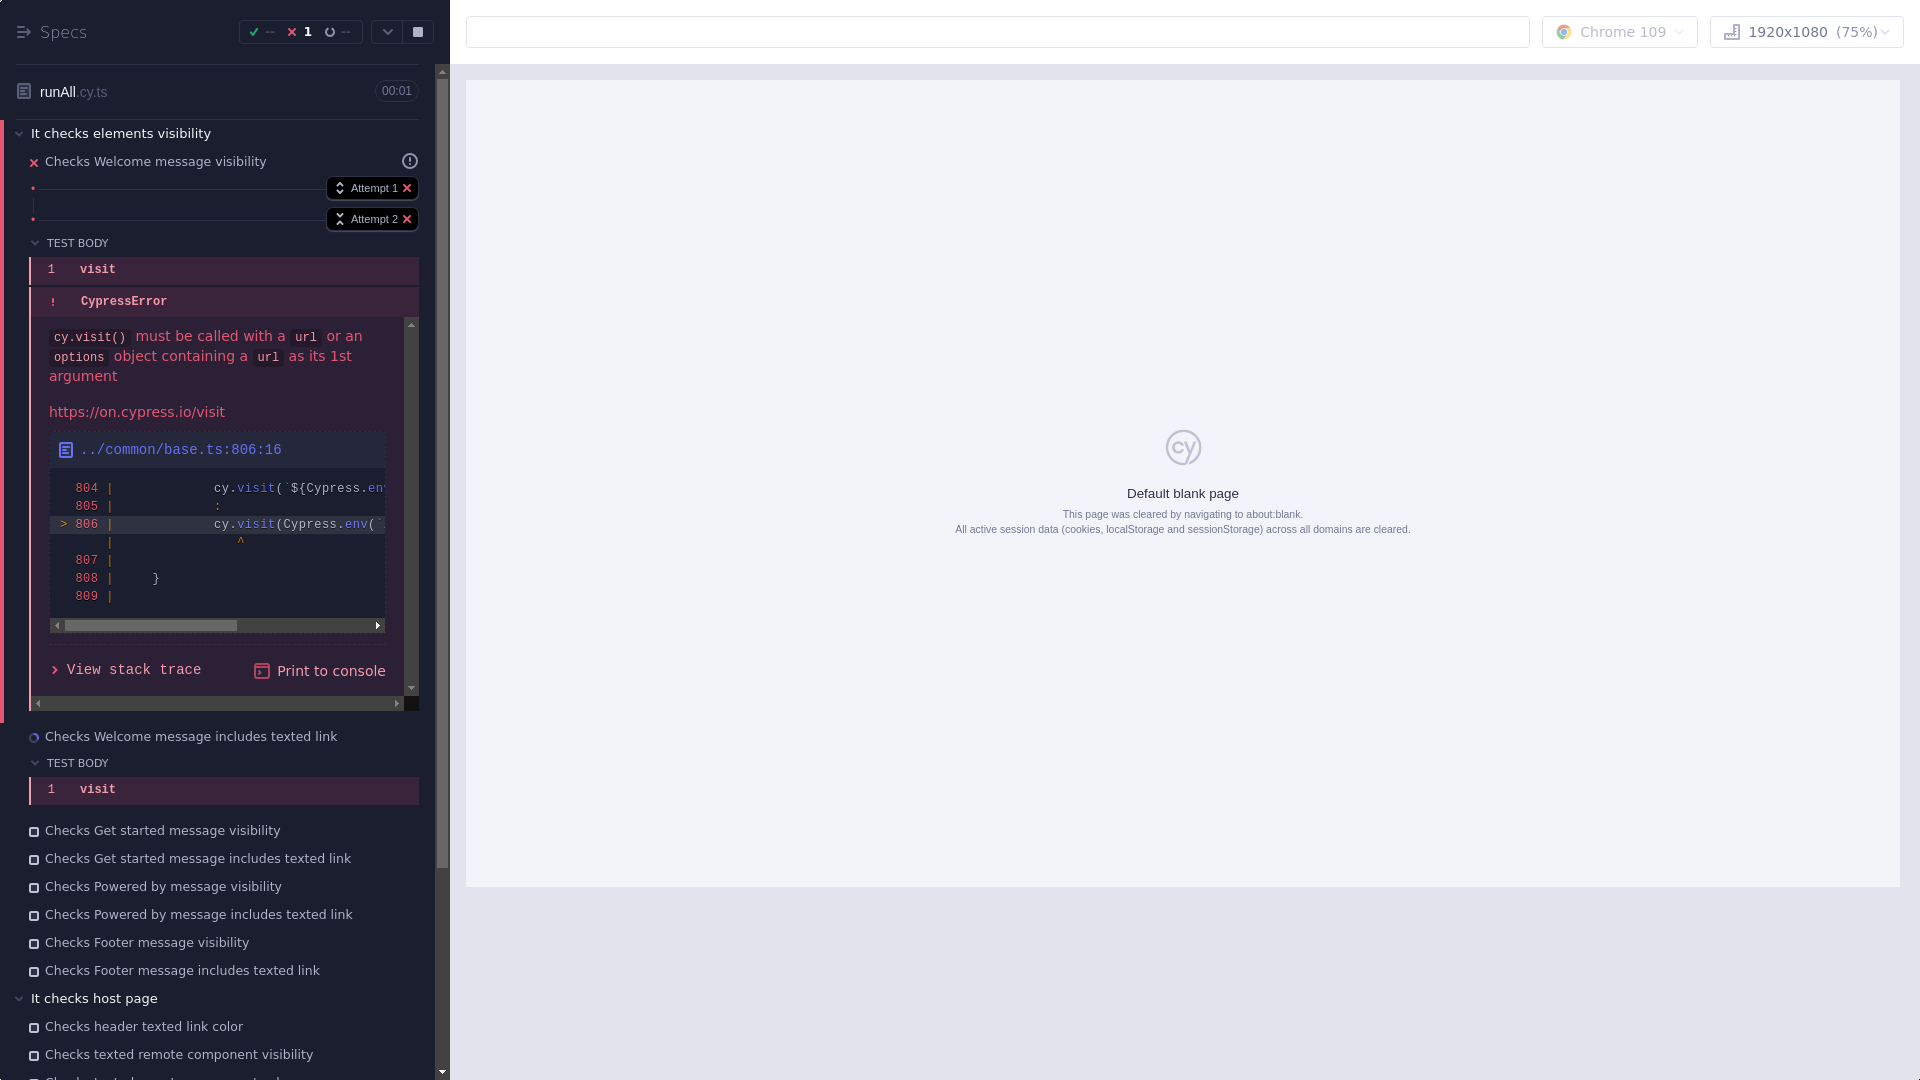 Specs
-- 1 --
runAll.cy.ts 00:01
It checks elements visibility
Checks Welcome message visibility
Attempt 1
Attempt 2
TEST BODY
1 visit
! CypressError
cy.visit() must be called with a url or an
options object containing a url as its 1st
argument
https://on.cypress.io/visit
../common/base.ts:806:16
804 | cy.visit(`${Cypress.env
805 | :
> 806 | cy.visit(Cypress.env(`
| ^
807 |
808 | }
809 |
View stack trace
Print to console
Checks Welcome message includes texted link
TEST BODY
1 visit
Checks Get started message visibility
Checks Get started message includes texted link
Checks Powered by message visibility
Checks Powered by message includes texted link
Checks Footer message visibility
Checks Footer message includes texted link
It checks host page
Checks header texted link color
Checks texted remote component visibility
Chrome 109
1920x1080 (75%)
cy
Default blank page
This page was cleared by navigating to about:blank.
All active session data (cookies, localStorage and sessionStorage) across all domains are cleared.